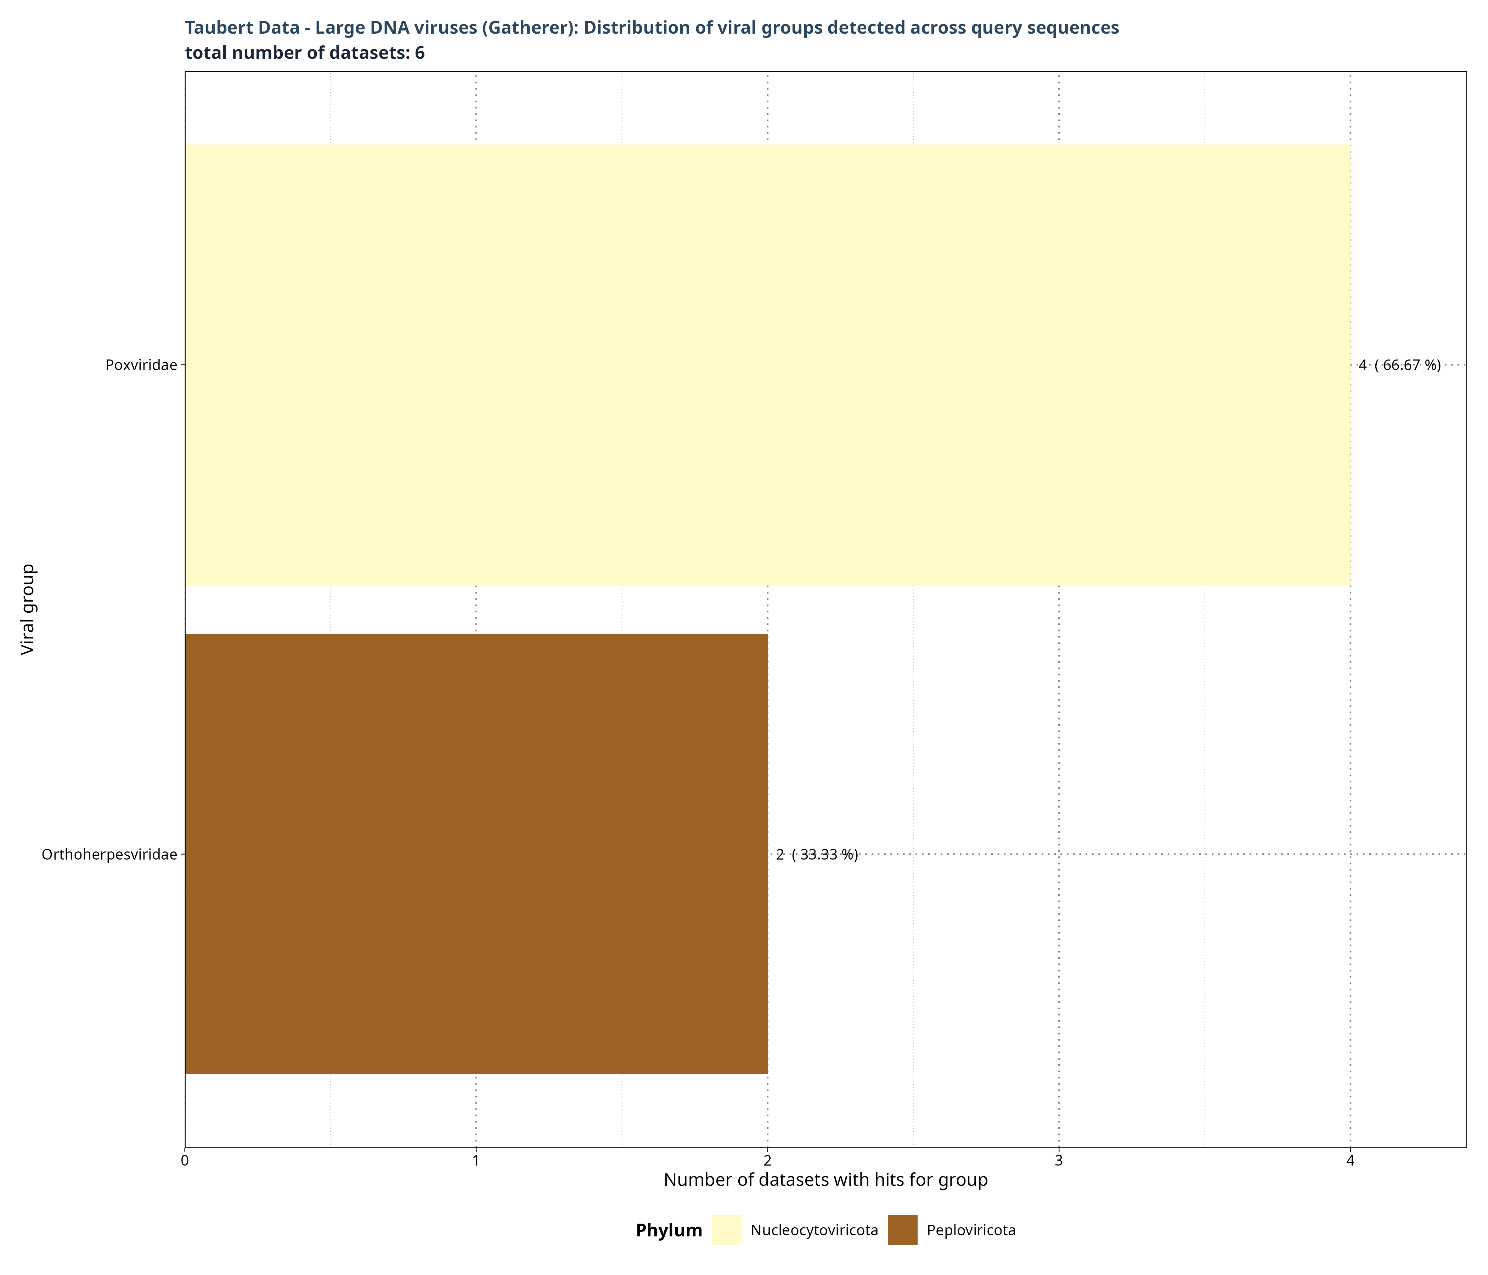 Taubert Data - Large DNA viruses (Gatherer): Distribution of viral groups detected across query sequences
total number of datasets: 6
Viral group
Poxviridae
4 ( 66.67 %)
Orthoherpesviridae
2 ( 33.33 %)
0 1 2 3 4
Number of datasets with hits for group
Phylum Nucleocytoviricota Peploviricota